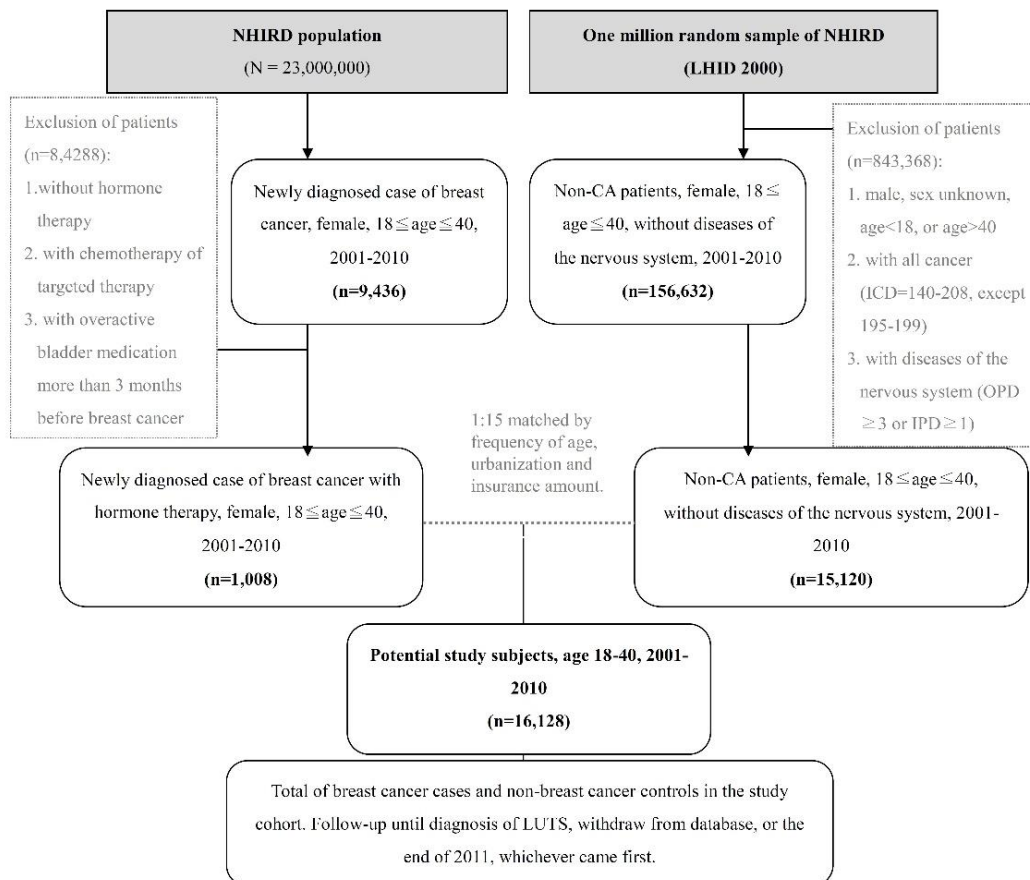 NHIRD population
(N = 23,000,000)
One million random sample of NHIRD
(LHID 2000)
Exclusion of patients
(n=8,4288):
1.without hormone
therapy
2. with chemotherapy of
targeted therapy
3. with overactive
bladder medication
more than 3 months
before breast cancer
Newly diagnosed case of breast
cancer, female, 18≦age≦40,
2001-2010
(n=9,436)
Non-CA patients, female, 18≦
age≦40, without diseases of
the nervous system, 2001-2010
(n=156,632)
Exclusion of patients
(n=843,368):
1. male, sex unknown,
age<18, or age>40
2. with all cancer
(ICD=140-208, except
195-199)
3. with diseases of the
nervous system (OPD
≧3 or IPD≧1)
1:15 matched by
frequency of age,
urbanization and
insurance amount.
Newly diagnosed case of breast cancer with
hormone therapy, female, 18≦age≦40,
2001-2010
(n=1,008)
Non-CA patients, female, 18≦age≦40,
without diseases of the nervous system, 2001-
2010
(n=15,120)
Potential study subjects, age 18-40, 2001-
2010
(n=16,128)
Total of breast cancer cases and non-breast cancer controls in the study
cohort. Follow-up until diagnosis of LUTS, withdraw from database, or the
end of 2011, whichever came first.